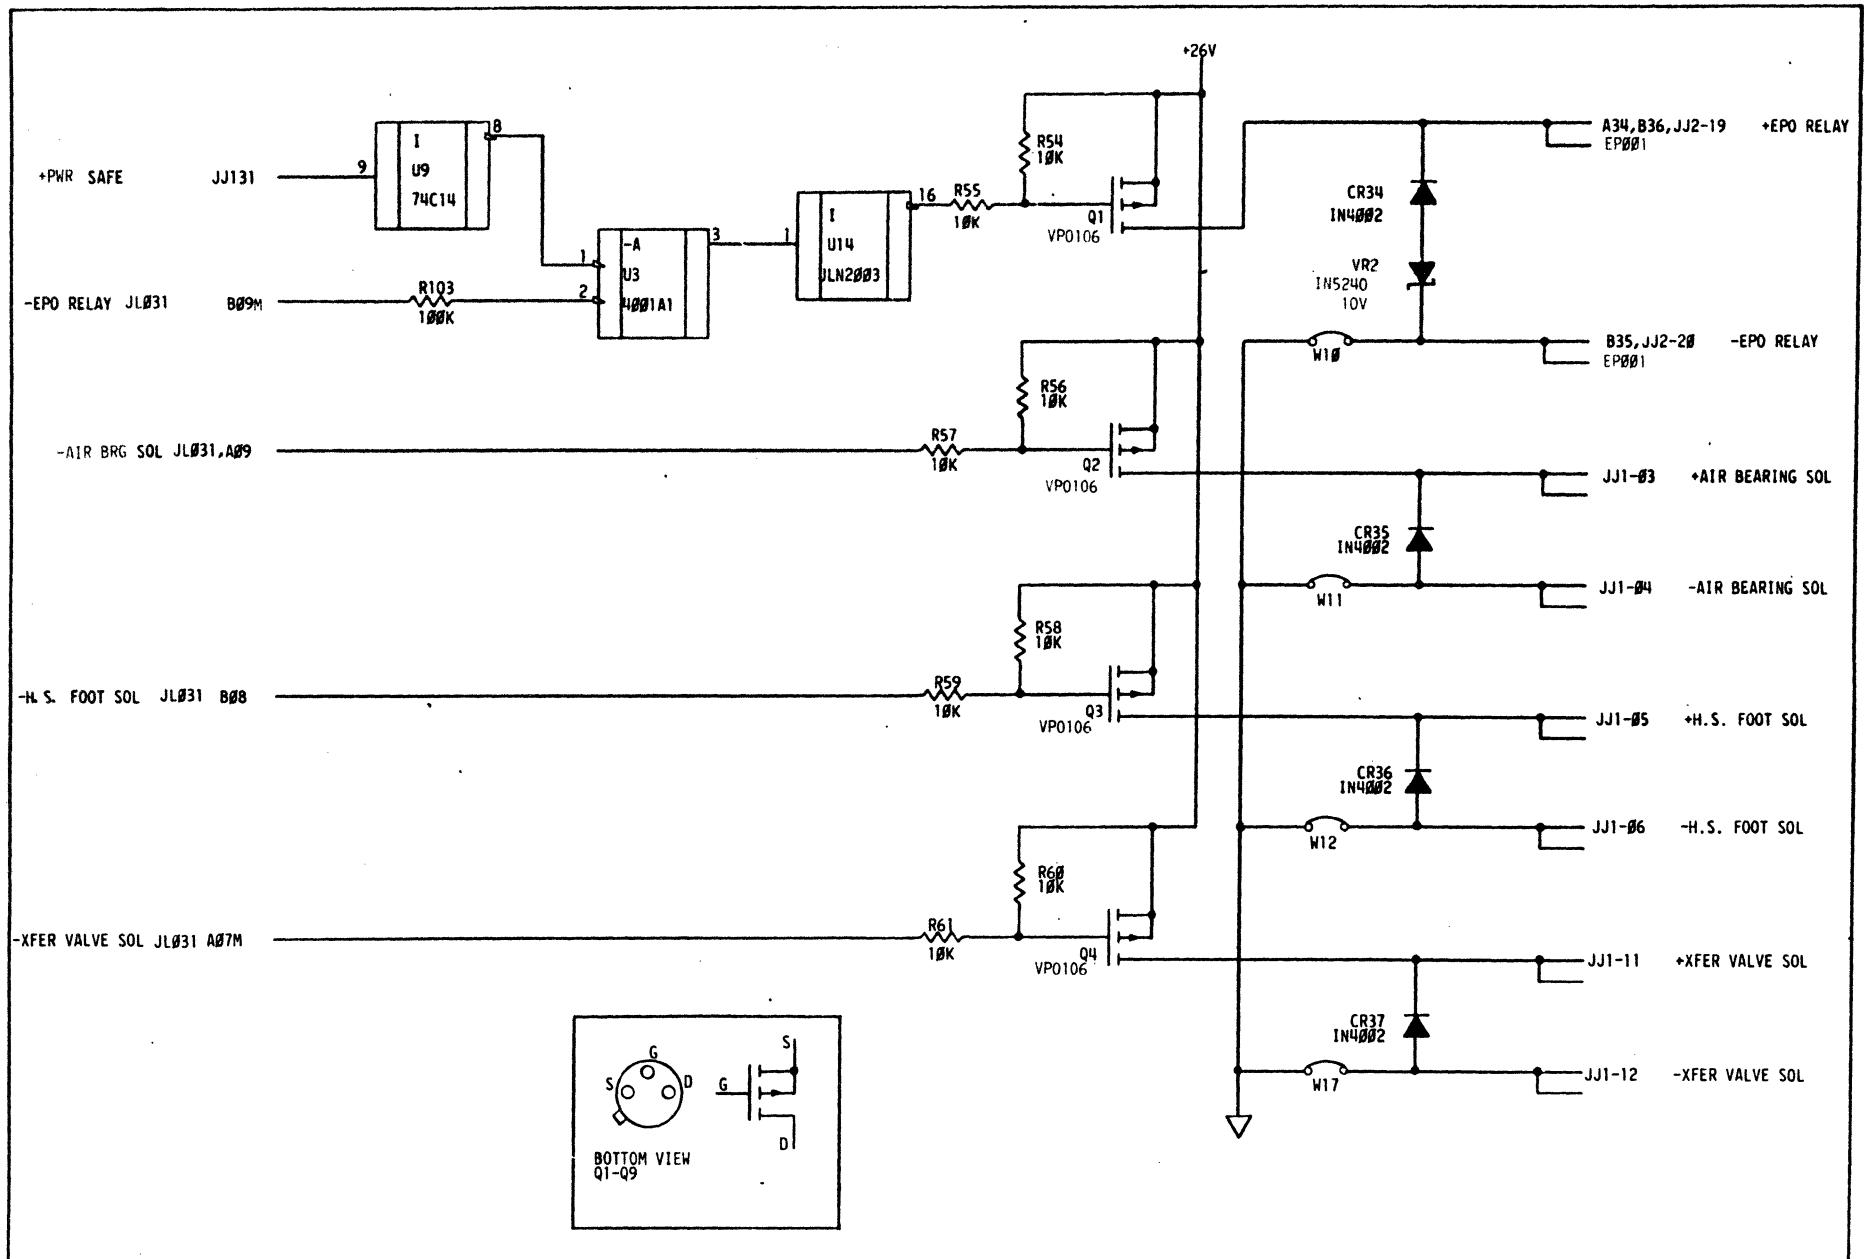 +26V
+PWR SAFE JJ131
9
I
U9
74C14
8
-EPO RELAY JLØ31 BØ9M
R103
100K
1
2
-A
U3
4ØØ1A1
3
1
I
U14
16
R55
1ØK
R54
1ØK
Q1
VP0106
A34,B36,JJ2-19 +EPO RELAY
EPØØ1
CR34
IN4ØØ2
VR2
IN5240
10V
W1Ø
B35,JJ2-2Ø -EPO RELAY
EPØØ1
-AIR BRG SOL JLØ31,AØ9
R57
1ØK
R56
1ØK
Q2
VP0106
JJ1-Ø3 +AIR BEARING SOL
CR35
IN4ØØ2
W11
JJ1-Ø4 -AIR BEARING SOL
-H.S. FOOT SOL JLØ31 BØ8
R59
1ØK
R58
1ØK
Q3
VP0106
JJ1-Ø5 +H.S. FOOT SOL
CR36
IN4ØØ2
W12
JJ1-Ø6 -H.S. FOOT SOL
-XFER VALVE SOL JLØ31 AØ7M
R61
1ØK
R6Ø
1ØK
Q4
VP0106
JJ1-11 +XFER VALVE SOL
CR37
IN4ØØ2
W17
JJ1-12 -XFER VALVE SOL
G
S
D
G
S
D
BOTTOM VIEW
Q1-Q9